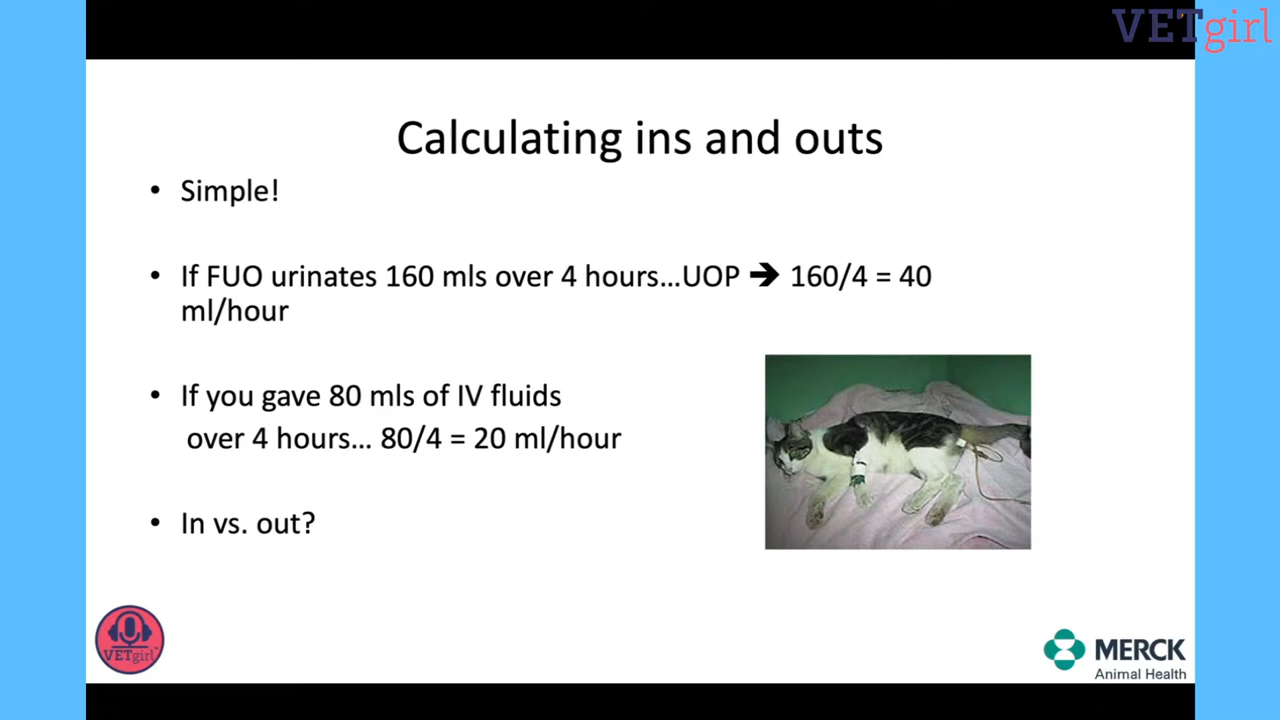 VETgirl
Calculating ins and outs
• Simple!
• If FUO urinates 160 mls over 4 hours…UOP 🡺 160/4 = 40
ml/hour
• If you gave 80 mls of IV fluids
over 4 hours… 80/4 = 20 ml/hour
• In vs. out?
VETgirl
MERCK
Animal Health